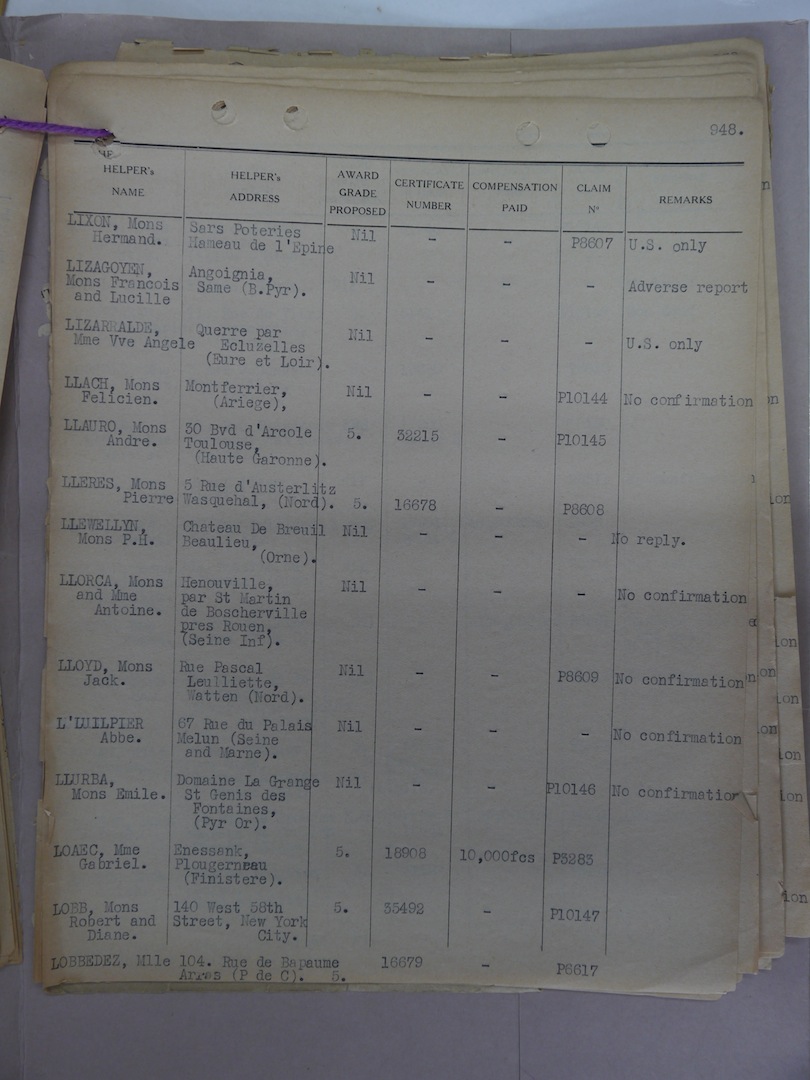 948.
HELPER's NAME | HELPER's ADDRESS | AWARD GRADE PROPOSED | CERTIFICATE NUMBER | COMPENSATION PAID | CLAIM Nº | REMARKS
LIXON, Mons Sars Poteries
Hermand. Hameau de l'Epine Nil - - P8607 U.S. only
LIZAGOYEN, Angoignia, Nil
Mons Francois Same (B.Pyr). - - - Adverse report
and Lucille
LIZARRALDE, Querre par Nil
Mme Vve Angele Ecluzelles - - - U.S. only
(Eure et Loir).
LLACH, Mons Montferrier, Nil
Felicien. (Ariege), - - P10144 No confirmation
LLAURO, Mons 30 Bvd d'Arcole 5. 32215 -
Andre. Toulouse, P10145
(Haute Garonne).
LLERES, Mons 5 Rue d'Austerlitz
Pierre Wasquehal, (Nord). 5. 16678 - P8608
LLEWELLYN, Chateau De Breuil Nil
Mons P.H. Beaulieu, - - - No reply.
(Orne).
LLORCA, Mons Henouville, Nil
and Mme par St Martin - - - No confirmation
Antoine. de Boscherville
pres Rouen,
(Seine Inf).
LLOYD, Mons Rue Pascal Nil
Jack. Leulliette, - - P8609 No confirmation
Watten (Nord).
L'LUILPIER 67 Rue du Palais Nil
Abbe. Melun (Seine - - - No confirmation
and Marne).
LLURBA, Domaine La Grange Nil
Mons Emile. St Genis des - - P10146 No confirmation
Fontaines,
(Pyr Or).
LOAEC, Mme Enessank, 5. 18908 10,000fcs P3283
Gabriel. Plougerneau
(Finistere).
LOBB, Mons 140 West 58th 5. 35492 -
Robert and Street, New York P10147
Diane. City.
LOBBEDEZ, Mlle 104. Rue de Bapaume 16679 - P6617
Arras (P de C). 5.